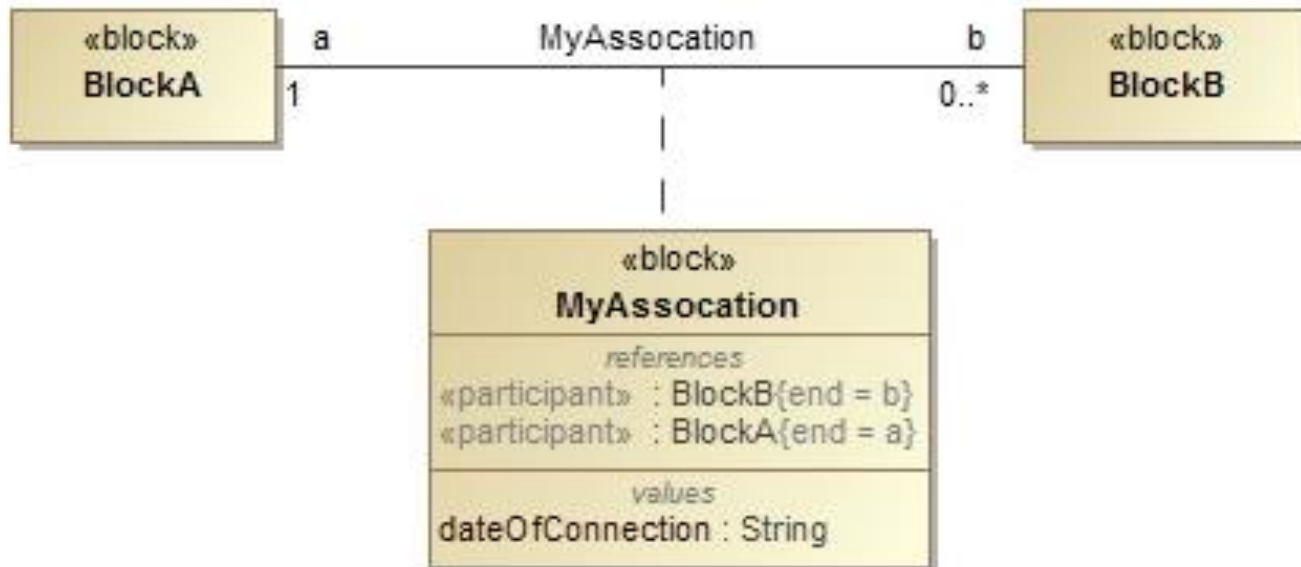 «block»
BlockA
a
MyAssocation
b
1
0..*
«block»
BlockB
«block»
MyAssocation
references
«participant» : BlockB{end = b}
«participant» : BlockA{end = a}
values
dateOfConnection : String